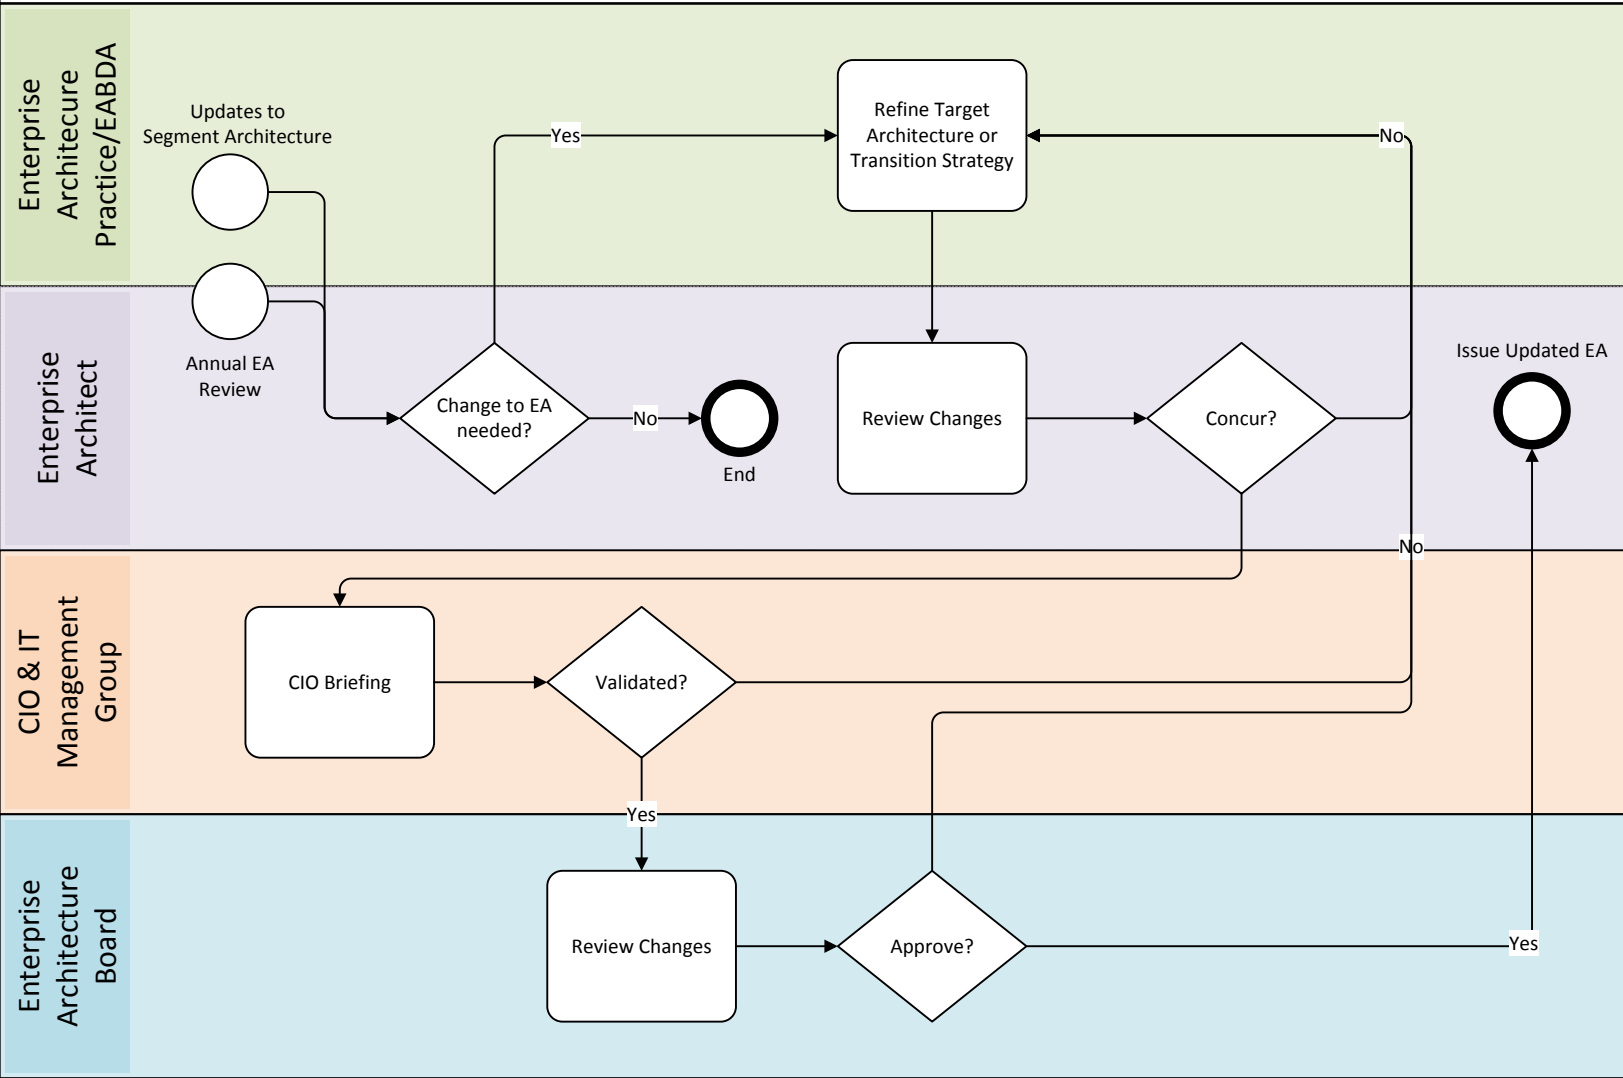 Enterprise
Architecure
Practice/EABDA
Updates to
Segment Architecture
Yes
Refine Target
Architecture or
Transition Strategy
No
Enterprise
Architect
Annual EA
Review
Change to EA
needed?
No
End
Review Changes
Concur?
Issue Updated EA
No
CIO & IT
Management
Group
CIO Briefing
Validated?
Yes
Enterprise
Architecture
Board
Review Changes
Approve?
Yes